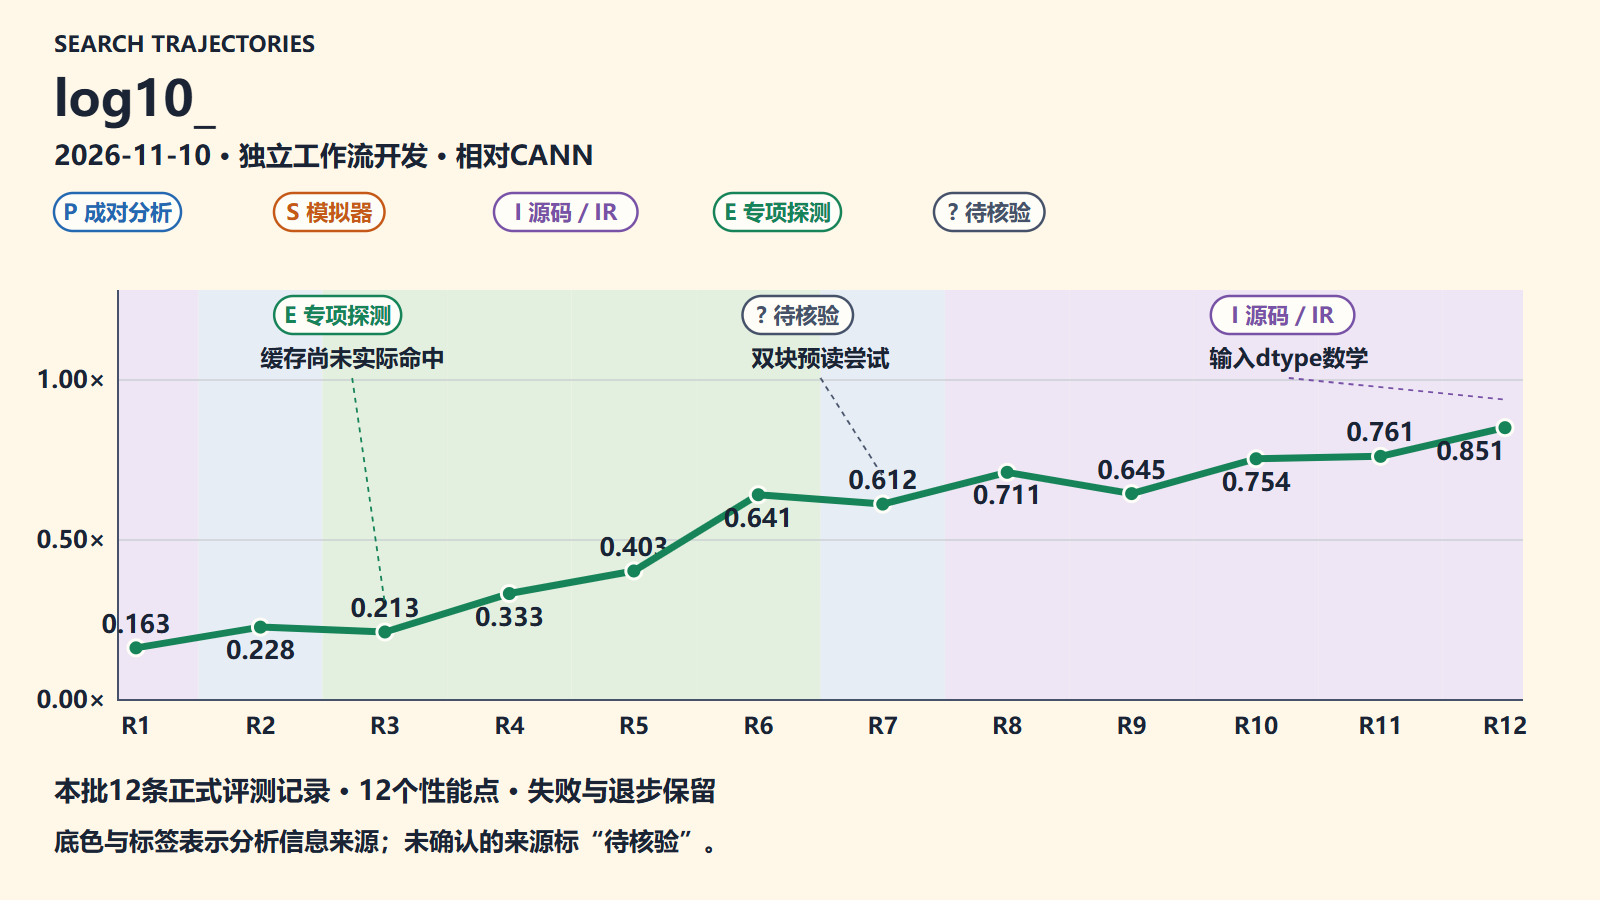 SEARCH TRAJECTORIES
log10_
2026-11-10 • 独立工作流开发 • 相对CANN
P 成对分析
S 模拟器
I 源码 / IR
E 专项探测
? 待核验
E 专项探测
? 待核验
I 源码 / IR
缓存尚未实际命中
双块预读尝试
输入dtype数学
1.00×
0.50×
0.00×
0.163
0.228
0.213
0.333
0.403
0.641
0.612
0.711
0.645
0.754
0.761
0.851
R1
R2
R3
R4
R5
R6
R7
R8
R9
R10
R11
R12
本批12条正式评测记录 • 12个性能点 • 失败与退步保留
底色与标签表示分析信息来源；未确认的来源标“待核验”。